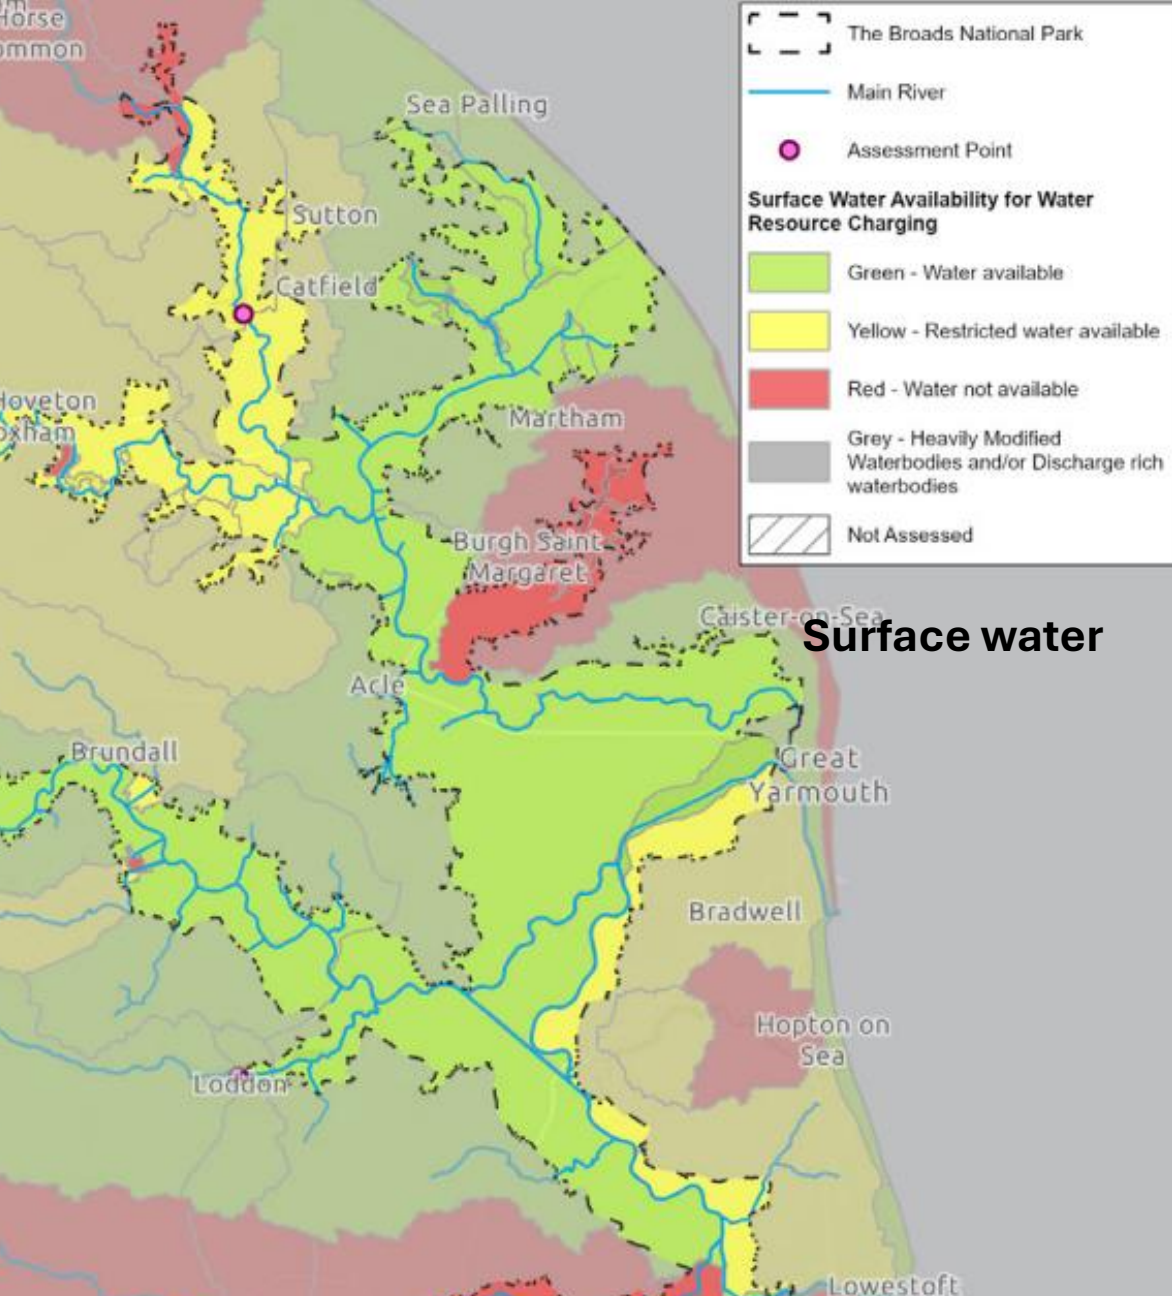 Horse
ommon
Sea Palling
Sutton
Catfield
Hoveton
oxham
Martham
Burgh Saint
Margaret
Caister-on-Sea
Surface water
Acle
Brundall
Great
Yarmouth
Bradwell
Hopton on
Sea
Loddon
Lowestoft
The Broads National Park
Main River
Assessment Point
Surface Water Availability for Water
Resource Charging
Green - Water available
Yellow - Restricted water available
Red - Water not available
Grey - Heavily Modified
Waterbodies and/or Discharge rich
waterbodies
Not Assessed